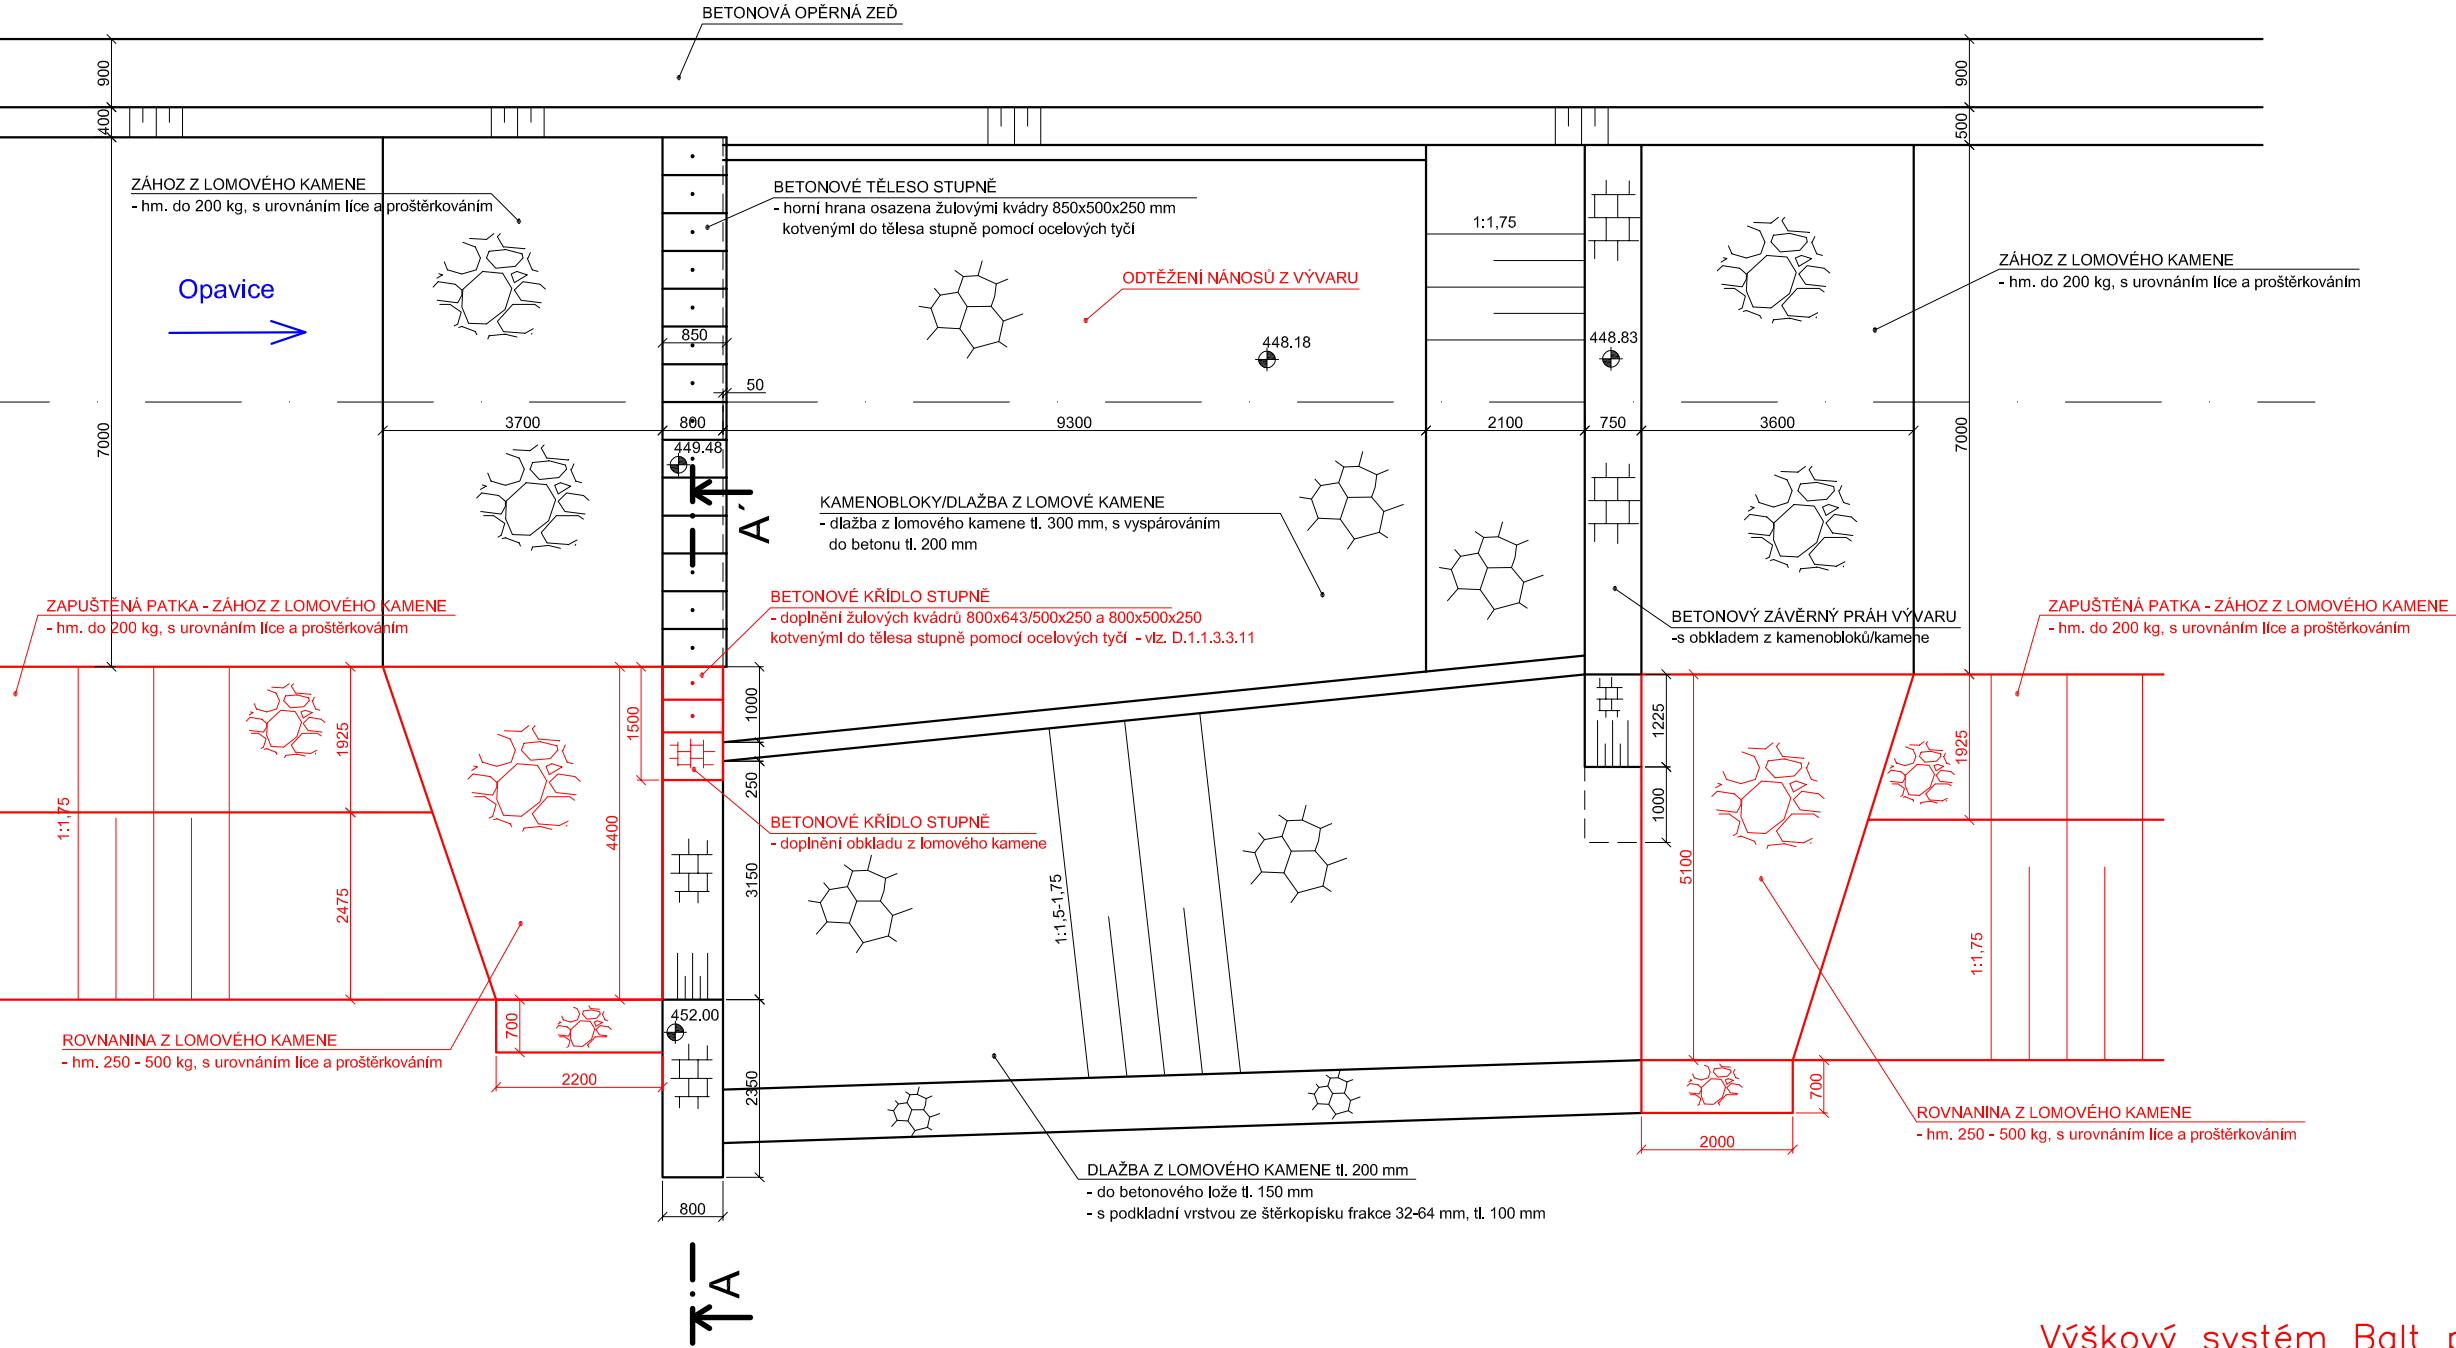 BETONOVÁ OPĚRNÁ ZEĎ
900
400
900
500
ZÁHOZ Z LOMOVÉHO KAMENE
- hm. do 200 kg, s urovnáním líce a proštěrkováním
BETONOVÉ TĚLESO STUPNĚ
- horní hrana osazena žulovými kvádry 850x500x250 mm
kotvenýml do tělesa stupně pomocí ocelových tyčí
1:1,75
ZÁHOZ Z LOMOVÉHO KAMENE
- hm. do 200 kg, s urovnáním líce a proštěrkováním
Opavice
ODTĚŽENÍ NÁNOSŮ Z VÝVARU
850
448.18
448.83
50
7000
3700
800
9300
2100
750
3600
7000
449.48
A´
KAMENOBLOKY/DLAŽBA Z LOMOVÉ KAMENE
- dlažba z lomového kamene tl. 300 mm, s vyspárováním
do betonu tl. 200 mm
ZAPUŠTĚNÁ PATKA - ZÁHOZ Z LOMOVÉHO KAMENE
- hm. do 200 kg, s urovnáním líce a proštěrkováním
BETONOVÉ KŘÍDLO STUPNĚ
- doplnění žulových kvádrů 800x643/500x250 a 800x500x250
kotvenýml do tělesa stupně pomocí ocelových tyčí - vlz. D.1.1.3.3.11
BETONOVÝ ZÁVĚRNÝ PRÁH VÝVARU
-s obkladem z kamenobloků/kamene
ZAPUŠTĚNÁ PATKA - ZÁHOZ Z LOMOVÉHO KAMENE
- hm. do 200 kg, s urovnáním líce a proštěrkováním
1925
1500
1000
1225
1925
250
1:1,75
4400
1000
BETONOVÉ KŘÍDLO STUPNĚ
- doplnění obkladu z lomového kamene
2475
3150
1:1,5-1,75
5100
1:1,75
ROVNANINA Z LOMOVÉHO KAMENE
- hm. 250 - 500 kg, s urovnáním líce a proštěrkováním
700
452.00
2200
2350
700
ROVNANINA Z LOMOVÉHO KAMENE
- hm. 250 - 500 kg, s urovnáním líce a proštěrkováním
2000
DLAŽBA Z LOMOVÉHO KAMENE tl. 200 mm
- do betonového lože tl. 150 mm
- s podkladní vrstvou ze štěrkopísku frakce 32-64 mm, tl. 100 mm
800
A
Výškový systém Balt p